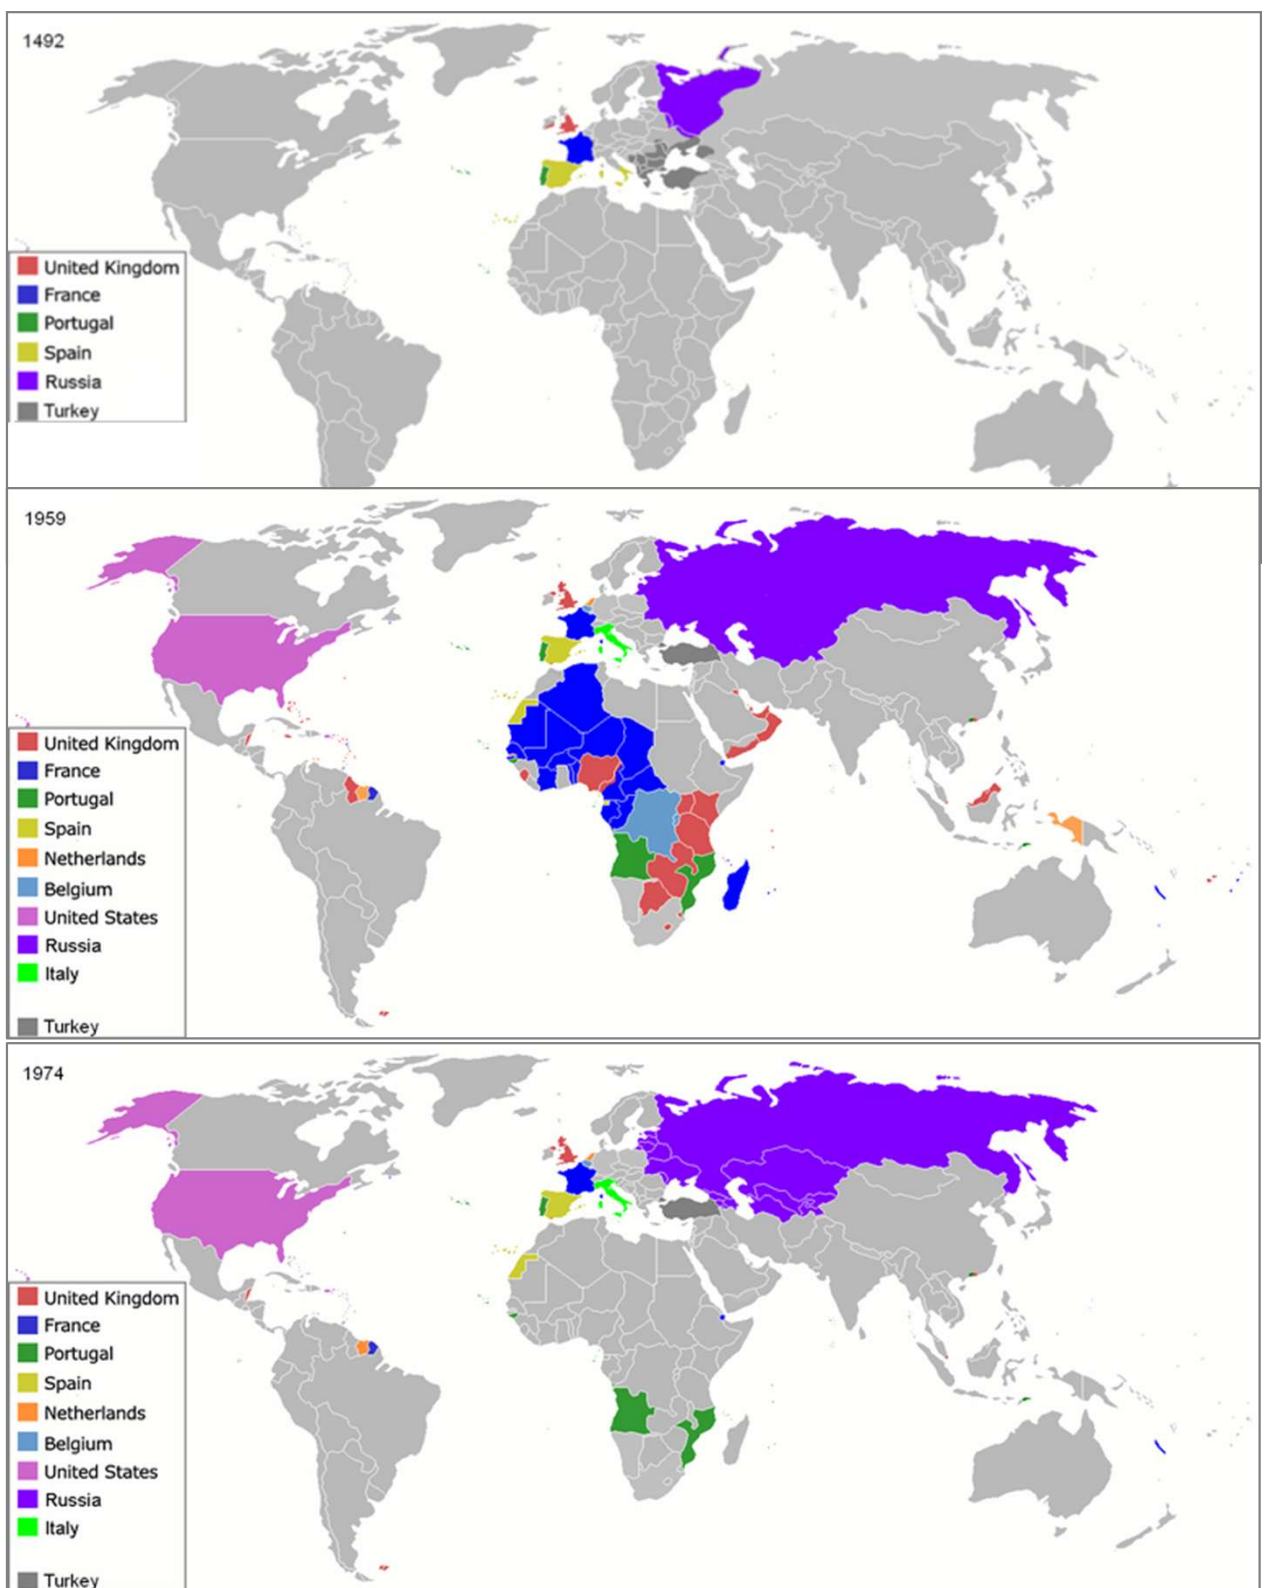 1492
United Kingdom
France
Portugal
Spain
Russia
Turkey
1959
United Kingdom
France
Portugal
Spain
Netherlands
Belgium
United States
Russia
Italy
Turkey
1974
United Kingdom
France
Portugal
Spain
Netherlands
Belgium
United States
Russia
Italy
Turkey